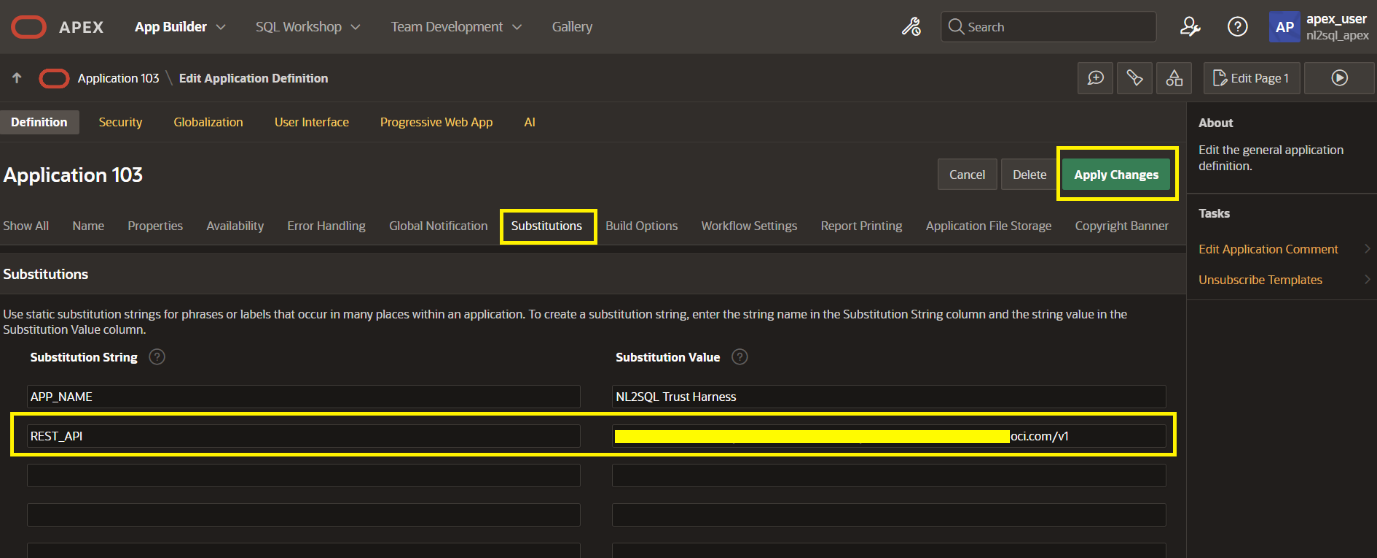 APEX App Builder SQL Workshop Team Development Gallery Search AP apex_user
nl2sql_apex
Application 103 \ Edit Application Definition Edit Page 1
Definition Security Globalization User Interface Progressive Web App AI
Application 103 Cancel Delete Apply Changes
Show All Name Properties Availability Error Handling Global Notification Substitutions Build Options Workflow Settings Report Printing Application File Storage Copyright Banner
Substitutions
Use static substitution strings for phrases or labels that occur in many places within an application. To create a substitution string, enter the string name in the Substitution String column and the string value in the
Substitution Value column.
Substitution String ? Substitution Value ?
APP_NAME NL2SQL Trust Harness
REST_API oci.com/v1
About
Edit the general application
definition.
Tasks
Edit Application Comment
Unsubscribe Templates